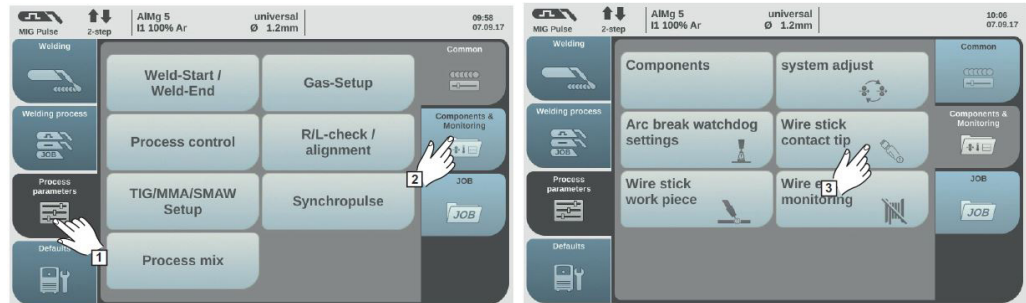 MIG Pulse
2-step
AlMg 5
I1 100% Ar
universal
Ø 1.2mm
09:58
07.09.17
Welding
Welding process
JOB
Process
parameters
Defaults
Weld-Start /
Weld-End
Gas-Setup
Process control
R/L-check /
alignment
TIG/MMA/SMAW
Setup
Synchropulse
Process mix
Common
Components &
Monitoring
JOB
JOB
1
2
MIG Pulse
2-step
AlMg 5
I1 100% Ar
universal
Ø 1.2mm
10:06
07.09.17
Welding
Welding process
JOB
Process
parameters
Defaults
Components
system adjust
Arc break watchdog
settings
Wire stick
contact tip
Wire stick
work piece
Wire
monitoring
3
Common
Components &
Monitoring
JOB
JOB